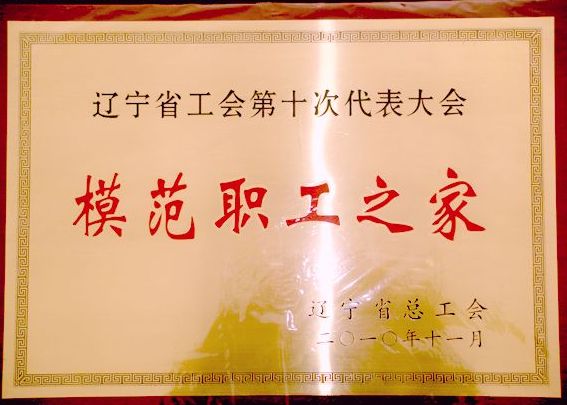 辽宁省工会第十次代表大会
模范职工之家
辽宁省总工会
二〇一〇年十一月